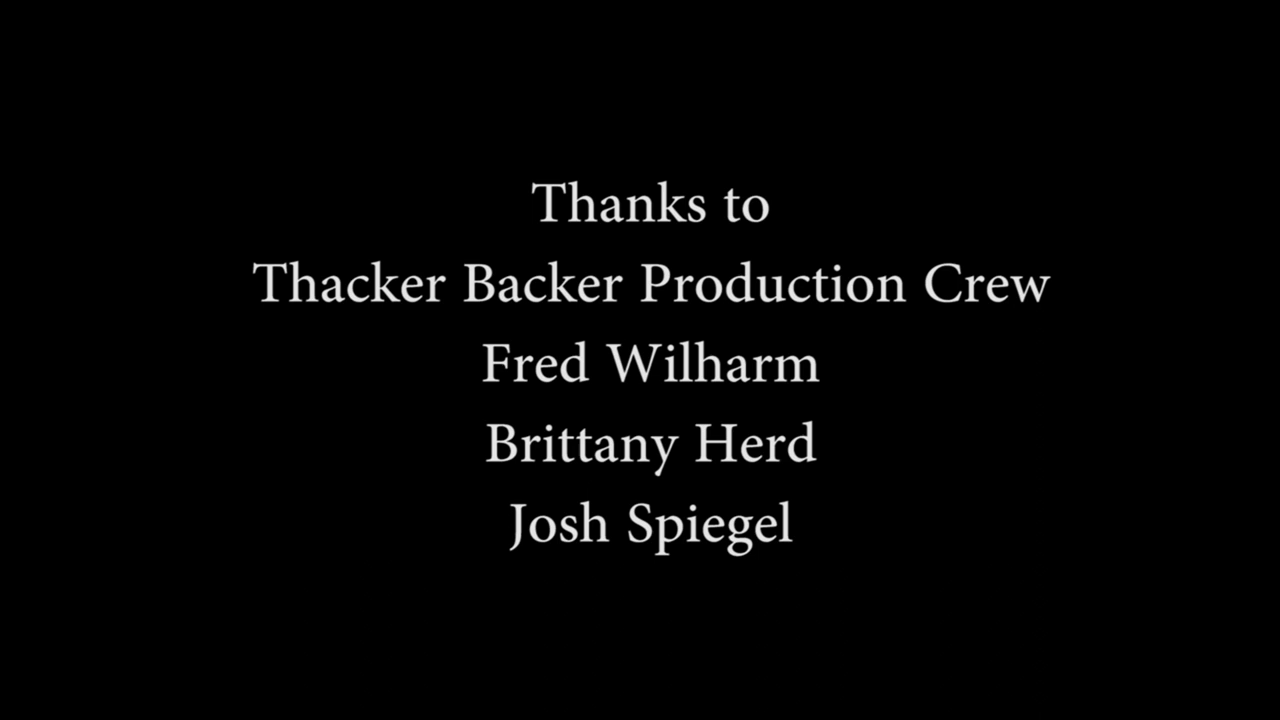 Thanks to
Thacker Backer Production Crew
Fred Wilharm
Brittany Herd
Josh Spiegel